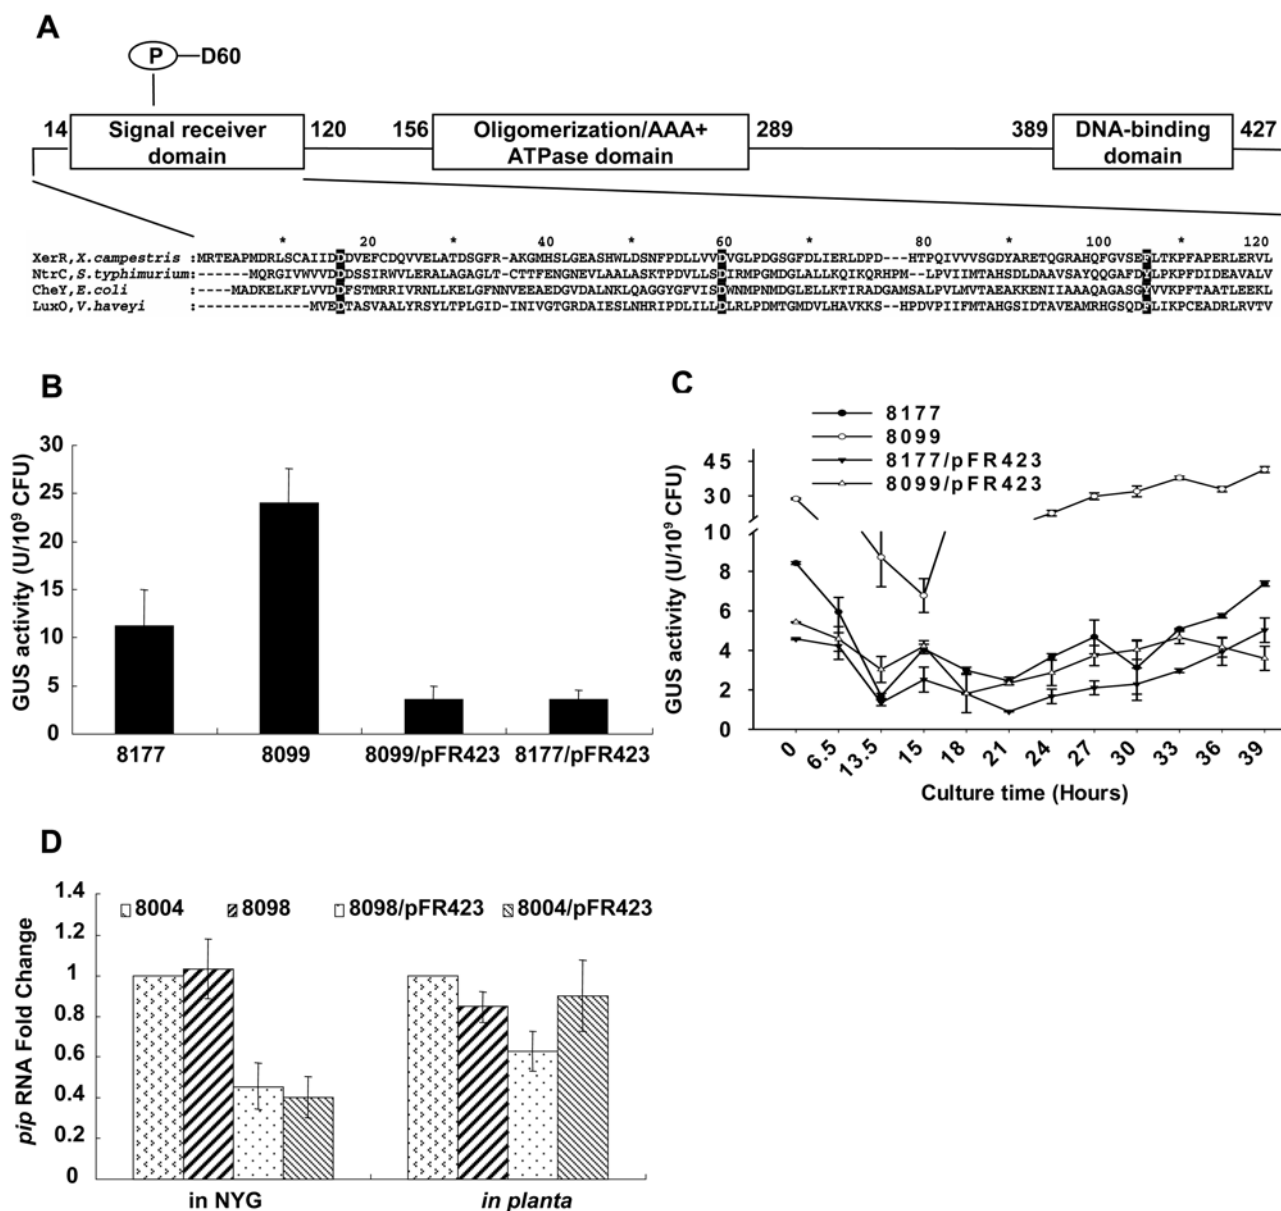 A
P D60
14 Signal receiver domain 120 156 Oligomerization/AAA+ ATPase domain 289 389 DNA-binding domain 427
* 20 * 40 * 60 * 80 * 100 * 120
XerR, X.campestris :MRTEAPMDRLSCAIIDDDVEFCDQVVELATDSGFR-AKGMHSLGEASHWLDSNFPDLLVVDVGLPDGSGFDLIERLDPD---HTPQIVVVSGDYARETQGRAHQFGVSEFLTKPFAPERLERVL
NtrC, S.typhimurium:------MQRGIVWVVDDDSSIRWVLERALAGAGLT-CTTFENGNEVLAALASKTPDVLLSDIRMPGMDGLALLKQIKQRHPM--LPVIIMTAHSDLDAAVSAYQQGAFDYLPKPFDIDEAVAL
CheY, E.coli :----MADKELKFLVVDDFSTMRRIVRNLLKELGFNNVEEAEDGVDALNKLQAGGYGFVISDWNMPNMDGLELLKTIRADGAMSALPVLMVTAEAKKENIIAAAQAGASGYVVKPFTAATLEEKL
LuxO, V.haveyi :-------------MVEDTASVAALYRSYLTPLGID-INIVGTGRDAIESLNHRIPDLILLDLRLPDMTGMDVLHAVKKS---HPDVPIIFMTAHGSIDTAVEAMRHGSQDFLIKPCEADRLRVTV
B
GUS activity (U/10⁹ CFU)
30
25
20
15
10
5
0
8177 8099 8099/pFR423 8177/pFR423
C
8177
8099
8177/pFR423
8099/pFR423
GUS activity (U/10⁹ CFU)
45
30
10
8
6
4
2
0
0 6.5 13.5 15 18 21 24 27 30 33 36 39
Culture time (Hours)
D
pip RNA Fold Change
1.4
1.2
1
0.8
0.6
0.4
0.2
0
8004 8098 8098/pFR423 8004/pFR423
in NYG in planta